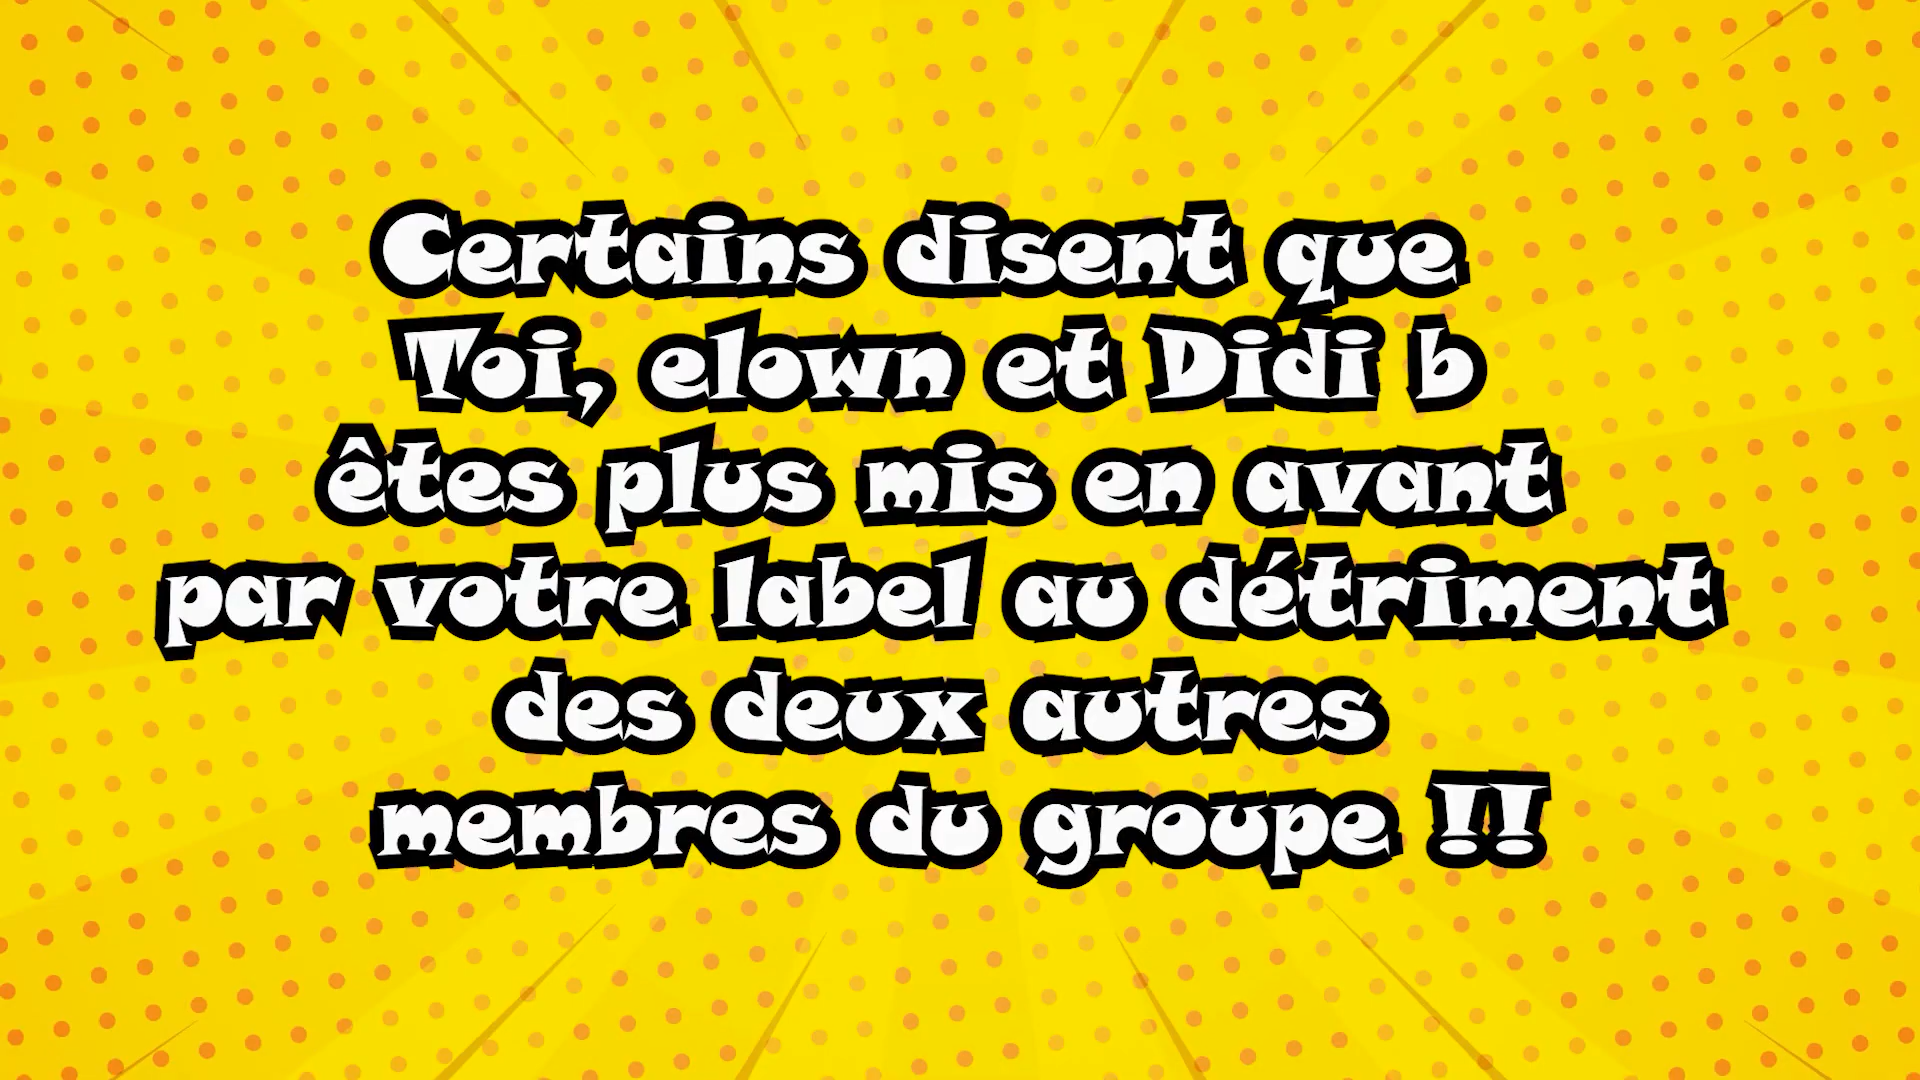 Certains disent que
Toi, elown et Didi b
êtes plus mis en avant
par votre label au détriment
des deux autres
membres du groupe !!